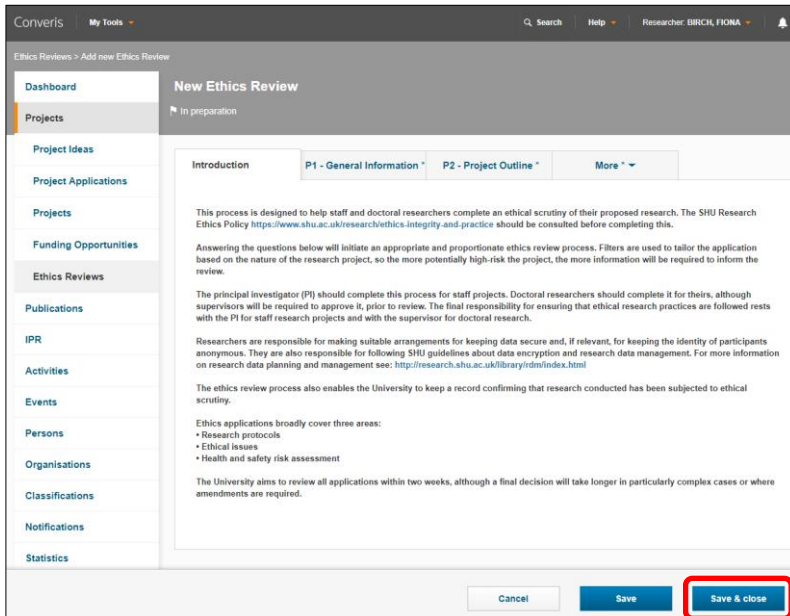 Converis
My Tools
Search
Help
Researcher: BIRCH, FIONA
Ethics Reviews > Add new Ethics Review
Dashboard
Projects
Project Ideas
Project Applications
Projects
Funding Opportunities
Ethics Reviews
Publications
IPR
Activities
Events
Persons
Organisations
Classifications
Notifications
Statistics
New Ethics Review
In preparation
Introduction
P1 - General Information *
P2 - Project Outline *
More *
This process is designed to help staff and doctoral researchers complete an ethical scrutiny of their proposed research. The SHU Research
Ethics Policy https://www.shu.ac.uk/research/ethics-integrity-and-practice should be consulted before completing this.
Answering the questions below will initiate an appropriate and proportionate ethics review process. Filters are used to tailor the application
based on the nature of the research project, so the more potentially high-risk the project, the more information will be required to inform the
review.
The principal investigator (PI) should complete this process for staff projects. Doctoral researchers should complete it for theirs, although
supervisors will be required to approve it, prior to review. The final responsibility for ensuring that ethical research practices are followed rests
with the PI for staff research projects and with the supervisor for doctoral research.
Researchers are responsible for making suitable arrangements for keeping data secure and, if relevant, for keeping the identity of participants
anonymous. They are also responsible for following SHU guidelines about data encryption and research data management. For more information
on research data planning and management see: http://research.shu.ac.uk/library/rdm/index.html
The ethics review process also enables the University to keep a record confirming that research conducted has been subjected to ethical
scrutiny.
Ethics applications broadly cover three areas:
• Research protocols
• Ethical issues
• Health and safety risk assessment
The University aims to review all applications within two weeks, although a final decision will take longer in particularly complex cases or where
amendments are required.
Cancel
Save
Save & close